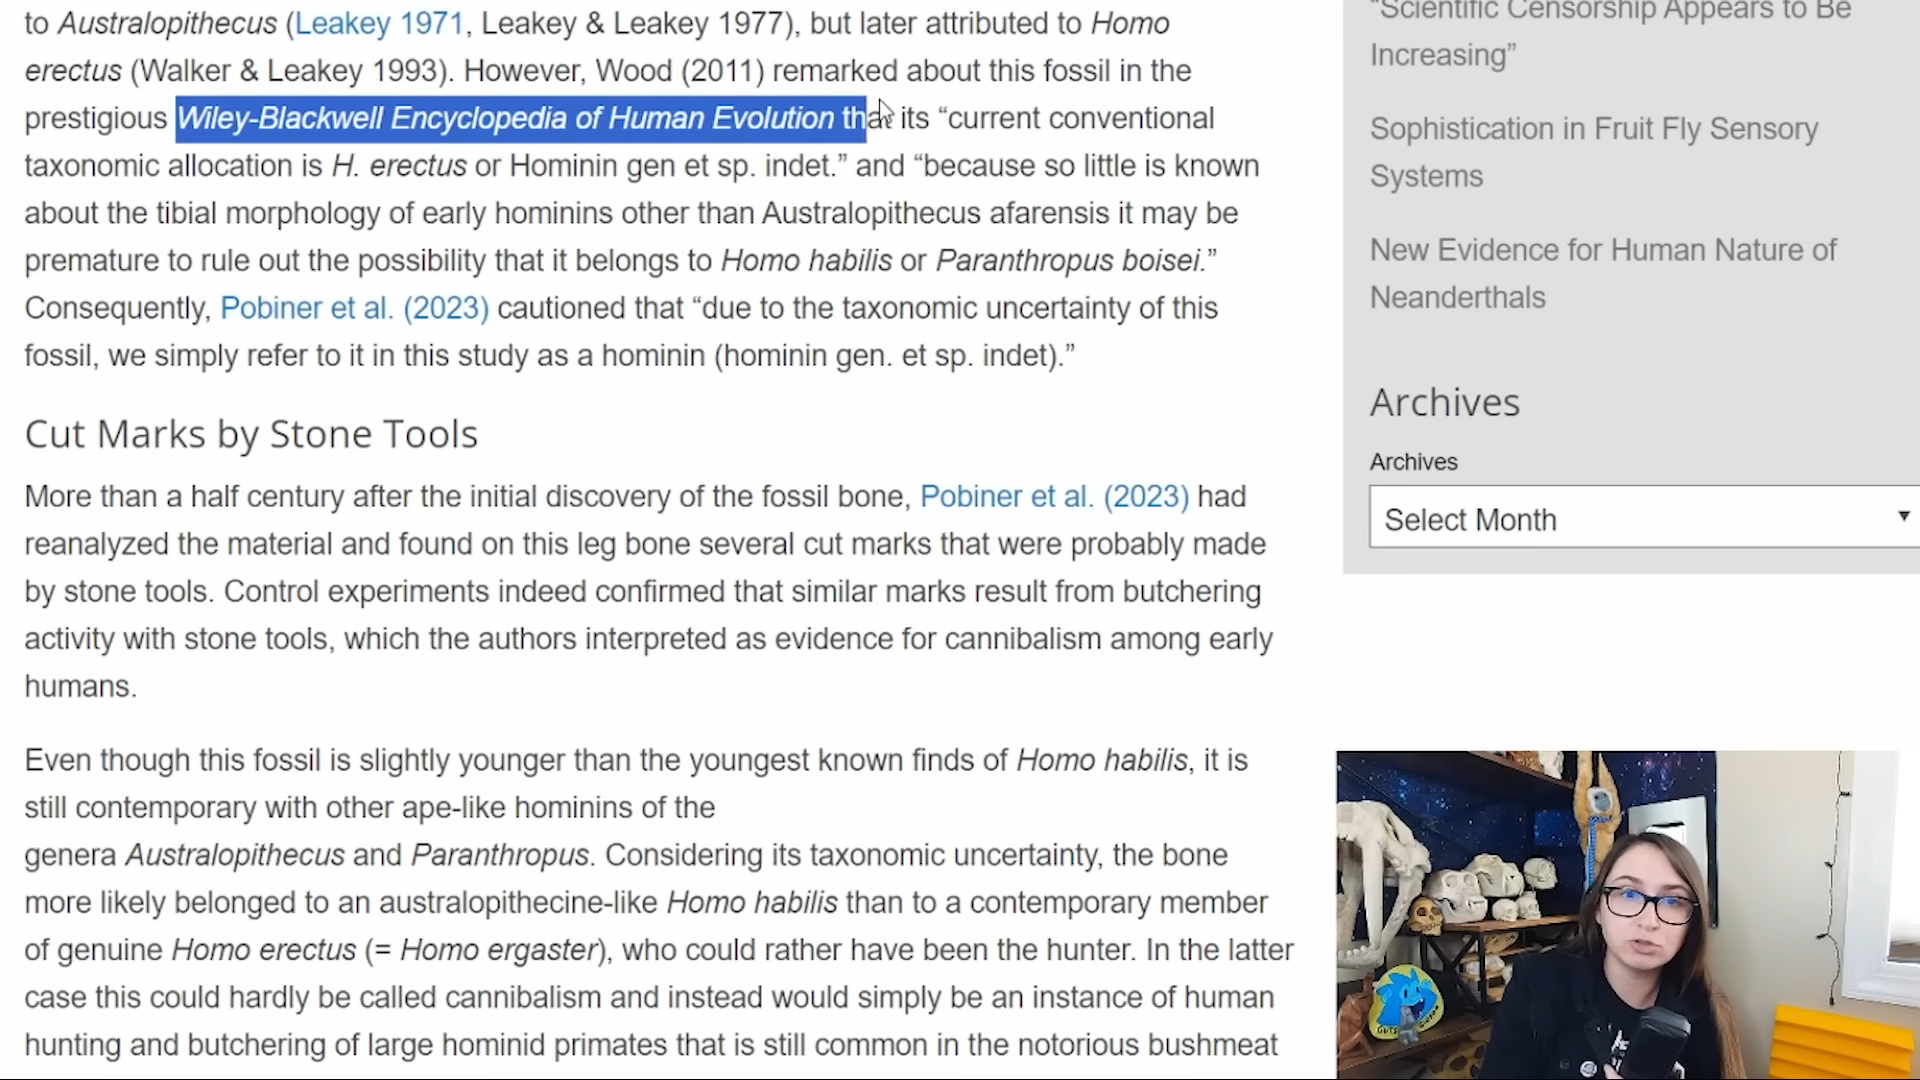 to Australopithecus (Leakey 1971, Leakey & Leakey 1977), but later attributed to Homo
erectus (Walker & Leakey 1993). However, Wood (2011) remarked about this fossil in the
prestigious Wiley-Blackwell Encyclopedia of Human Evolution that its “current conventional
taxonomic allocation is H. erectus or Hominin gen et sp. indet.” and “because so little is known
about the tibial morphology of early hominins other than Australopithecus afarensis it may be
premature to rule out the possibility that it belongs to Homo habilis or Paranthropus boisei.”
Consequently, Pobiner et al. (2023) cautioned that “due to the taxonomic uncertainty of this
fossil, we simply refer to it in this study as a hominin (hominin gen. et sp. indet).”
Cut Marks by Stone Tools
More than a half century after the initial discovery of the fossil bone, Pobiner et al. (2023) had
reanalyzed the material and found on this leg bone several cut marks that were probably made
by stone tools. Control experiments indeed confirmed that similar marks result from butchering
activity with stone tools, which the authors interpreted as evidence for cannibalism among early
humans.
Even though this fossil is slightly younger than the youngest known finds of Homo habilis, it is
still contemporary with other ape-like hominins of the
genera Australopithecus and Paranthropus. Considering its taxonomic uncertainty, the bone
more likely belonged to an australopithecine-like Homo habilis than to a contemporary member
of genuine Homo erectus (= Homo ergaster), who could rather have been the hunter. In the latter
case this could hardly be called cannibalism and instead would simply be an instance of human
hunting and butchering of large hominid primates that is still common in the notorious bushmeat
“Scientific Censorship Appears to Be
Increasing”
Sophistication in Fruit Fly Sensory
Systems
New Evidence for Human Nature of
Neanderthals
Archives
Archives
Select Month